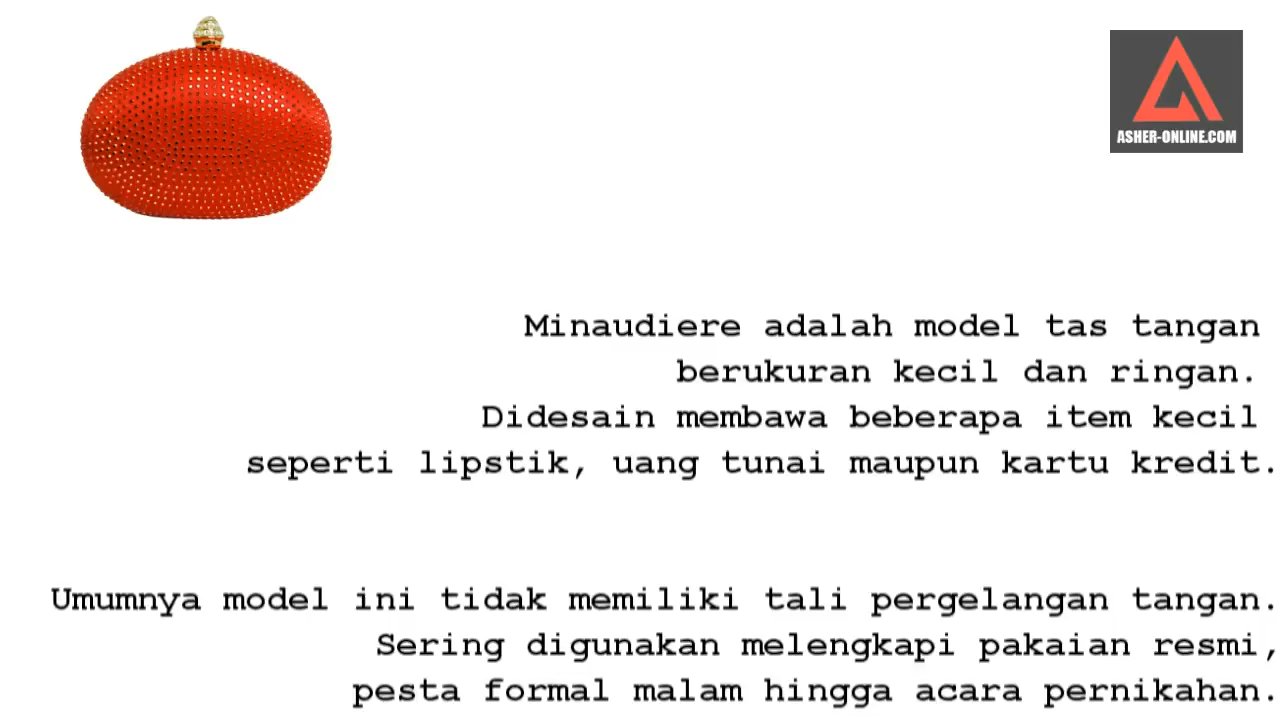 ASHER-ONLINE.COM
Minaudiere adalah model tas tangan
berukuran kecil dan ringan.
Didesain membawa beberapa item kecil
seperti lipstik, uang tunai maupun kartu kredit.
Umumnya model ini tidak memiliki tali pergelangan tangan.
Sering digunakan melengkapi pakaian resmi,
pesta formal malam hingga acara pernikahan.